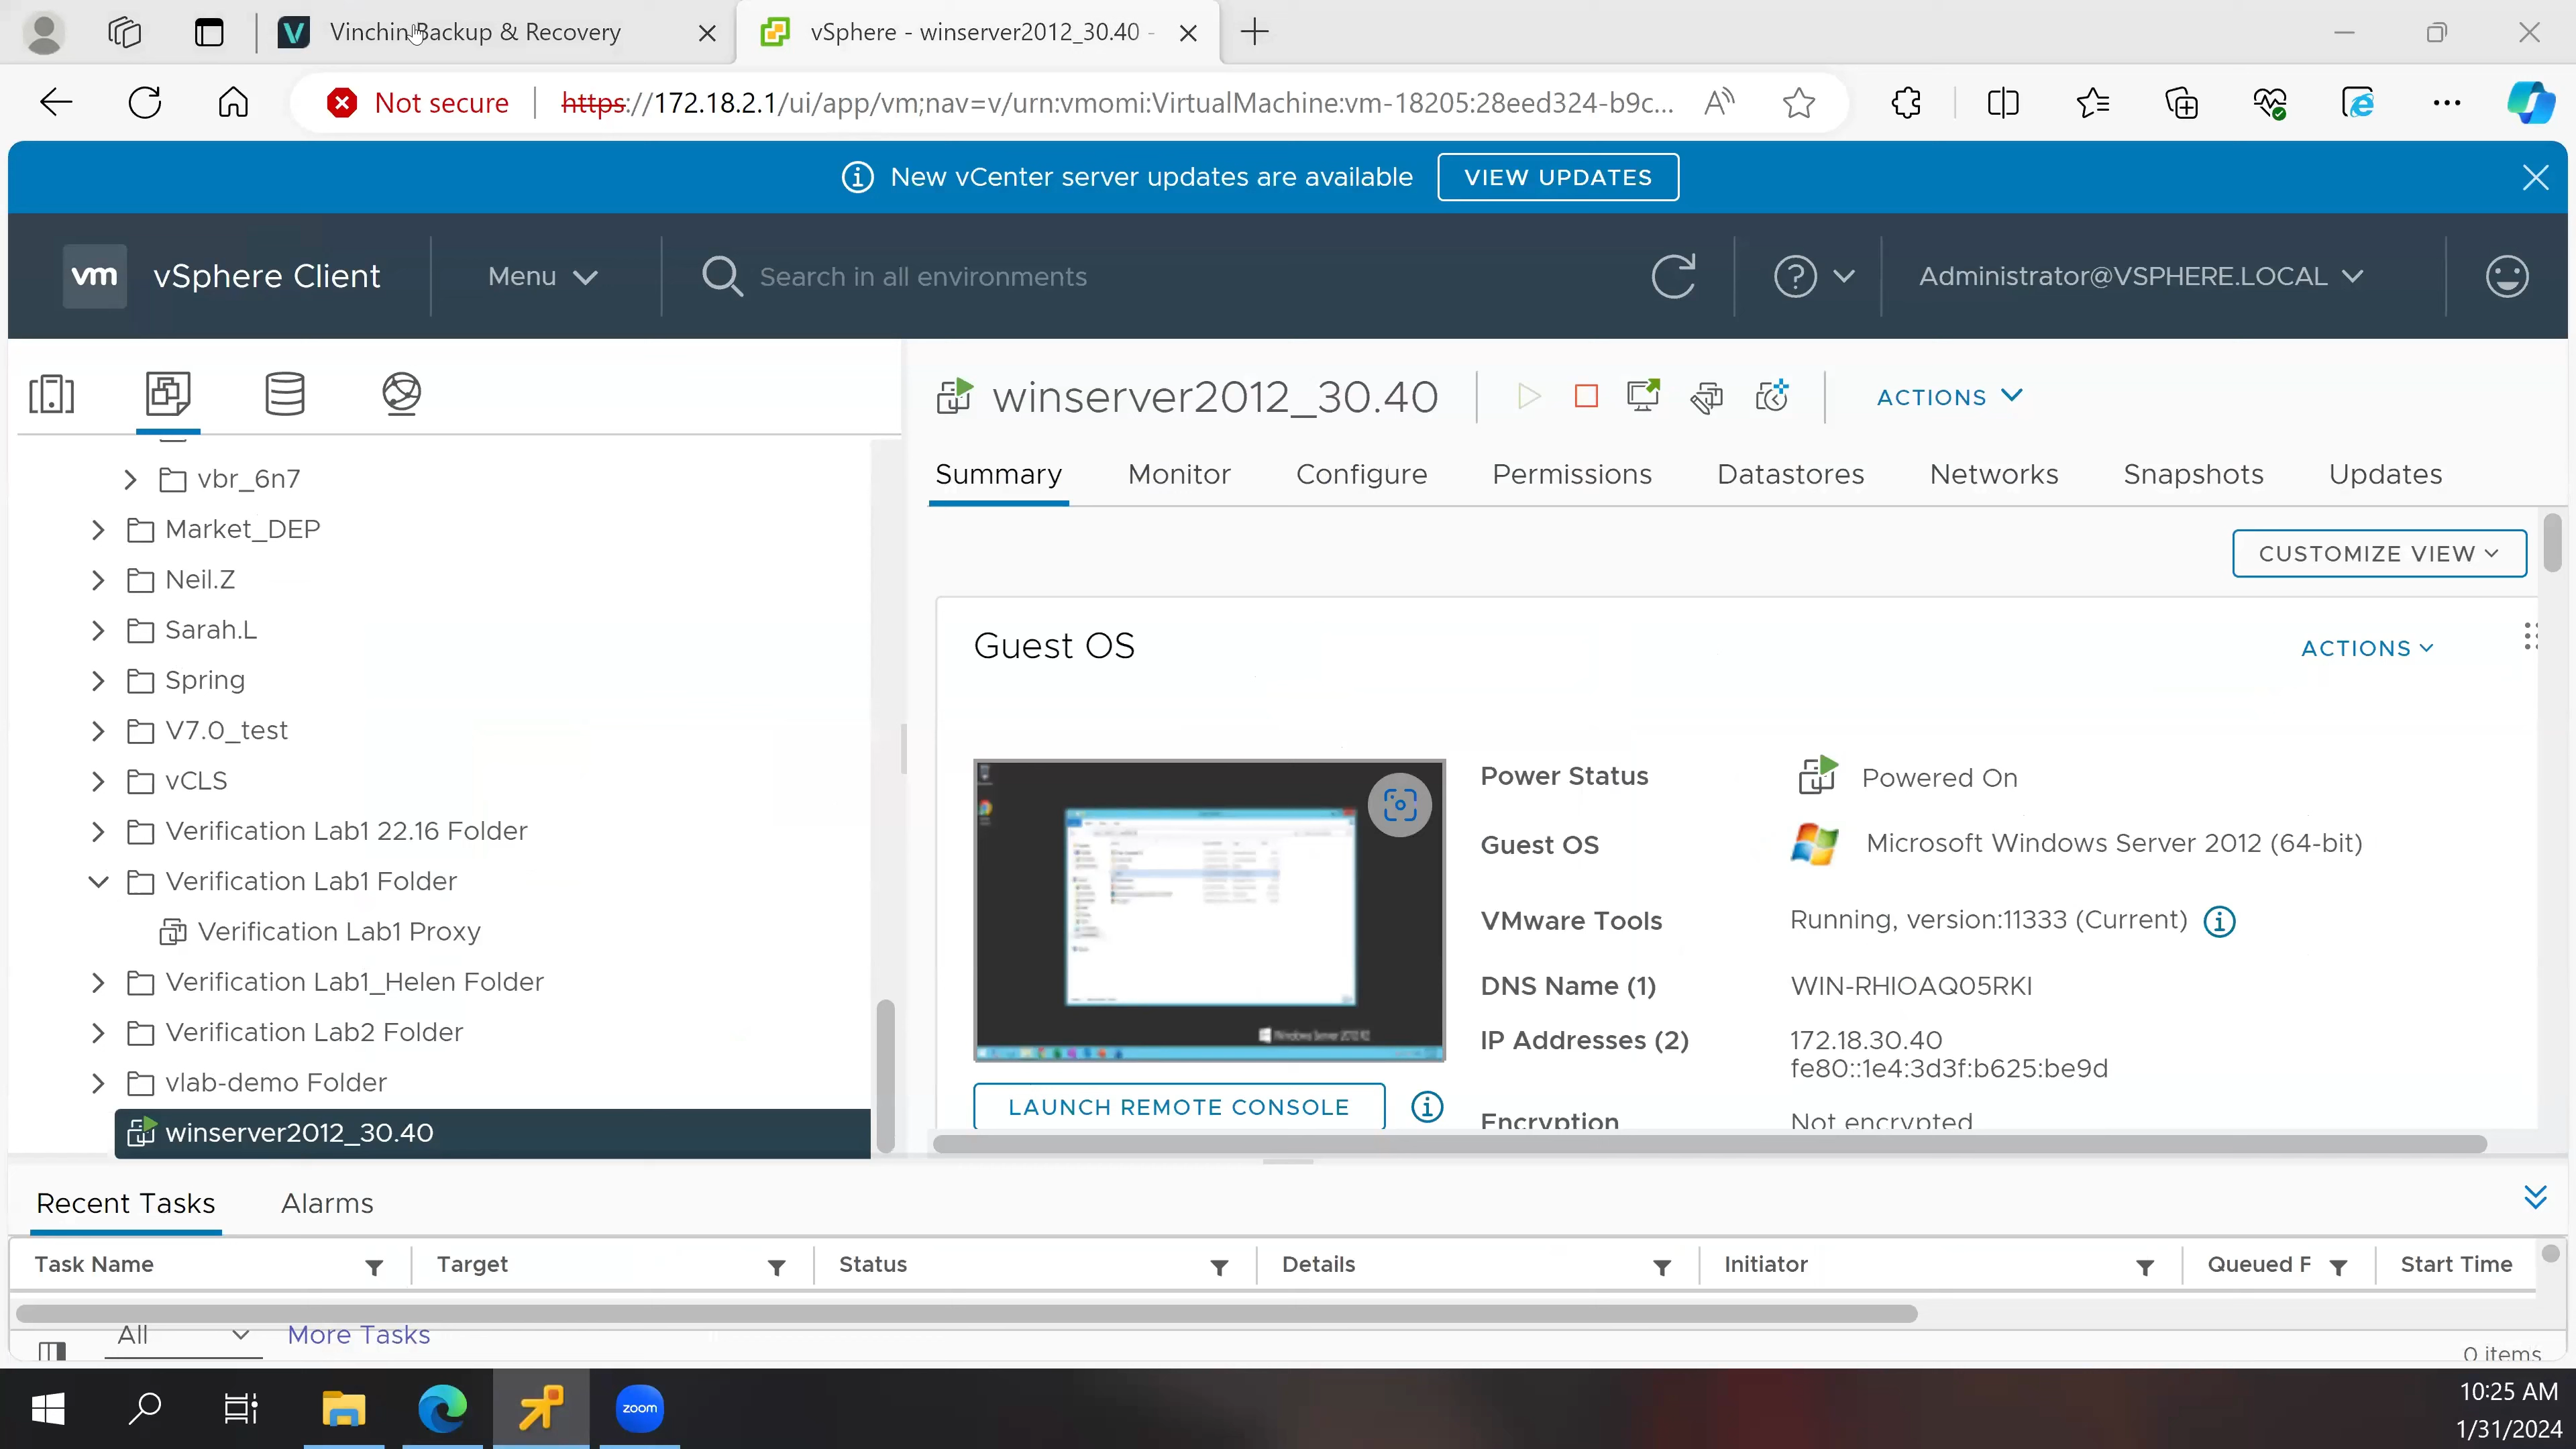 Vinchin Backup & Recovery
vSphere - winserver2012_30.40 -
Not secure
https://172.18.2.1/ui/app/vm;nav=v/urn:vmomi:VirtualMachine:vm-18205:28eed324-b9c...
New vCenter server updates are available
VIEW UPDATES
vm
vSphere Client
Menu
Search in all environments
Administrator@VSPHERE.LOCAL
winserver2012_30.40
ACTIONS
Summary
Monitor
Configure
Permissions
Datastores
Networks
Snapshots
Updates
vbr_6n7
Market_DEP
Neil.Z
Sarah.L
Spring
V7.0_test
vCLS
Verification Lab1 22.16 Folder
Verification Lab1 Folder
Verification Lab1 Proxy
Verification Lab1_Helen Folder
Verification Lab2 Folder
vlab-demo Folder
winserver2012_30.40
CUSTOMIZE VIEW
Guest OS
ACTIONS
Power Status
Powered On
Guest OS
Microsoft Windows Server 2012 (64-bit)
VMware Tools
Running, version:11333 (Current)
DNS Name (1)
WIN-RHIOAQ05RKI
IP Addresses (2)
172.18.30.40
fe80::1e4:3d3f:b625:be9d
Encryption
Not encrypted
Windows Server 2012 R2
LAUNCH REMOTE CONSOLE
Recent Tasks
Alarms
Task Name
Target
Status
Details
Initiator
Queued F
Start Time
All
More Tasks
0 items
zoom
10:25 AM
1/31/2024